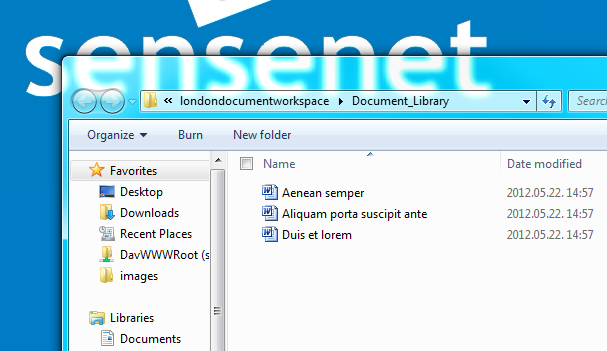 sensenet
« londondocumentworkspace Document_Library Searc
Organize Burn New folder
Name Date modified
Favorites
Desktop
Downloads
Recent Places
DavWWWRoot (s
images
Libraries
Documents
Aenean semper 2012.05.22. 14:57
Aliquam porta suscipit ante 2012.05.22. 14:57
Duis et lorem 2012.05.22. 14:57